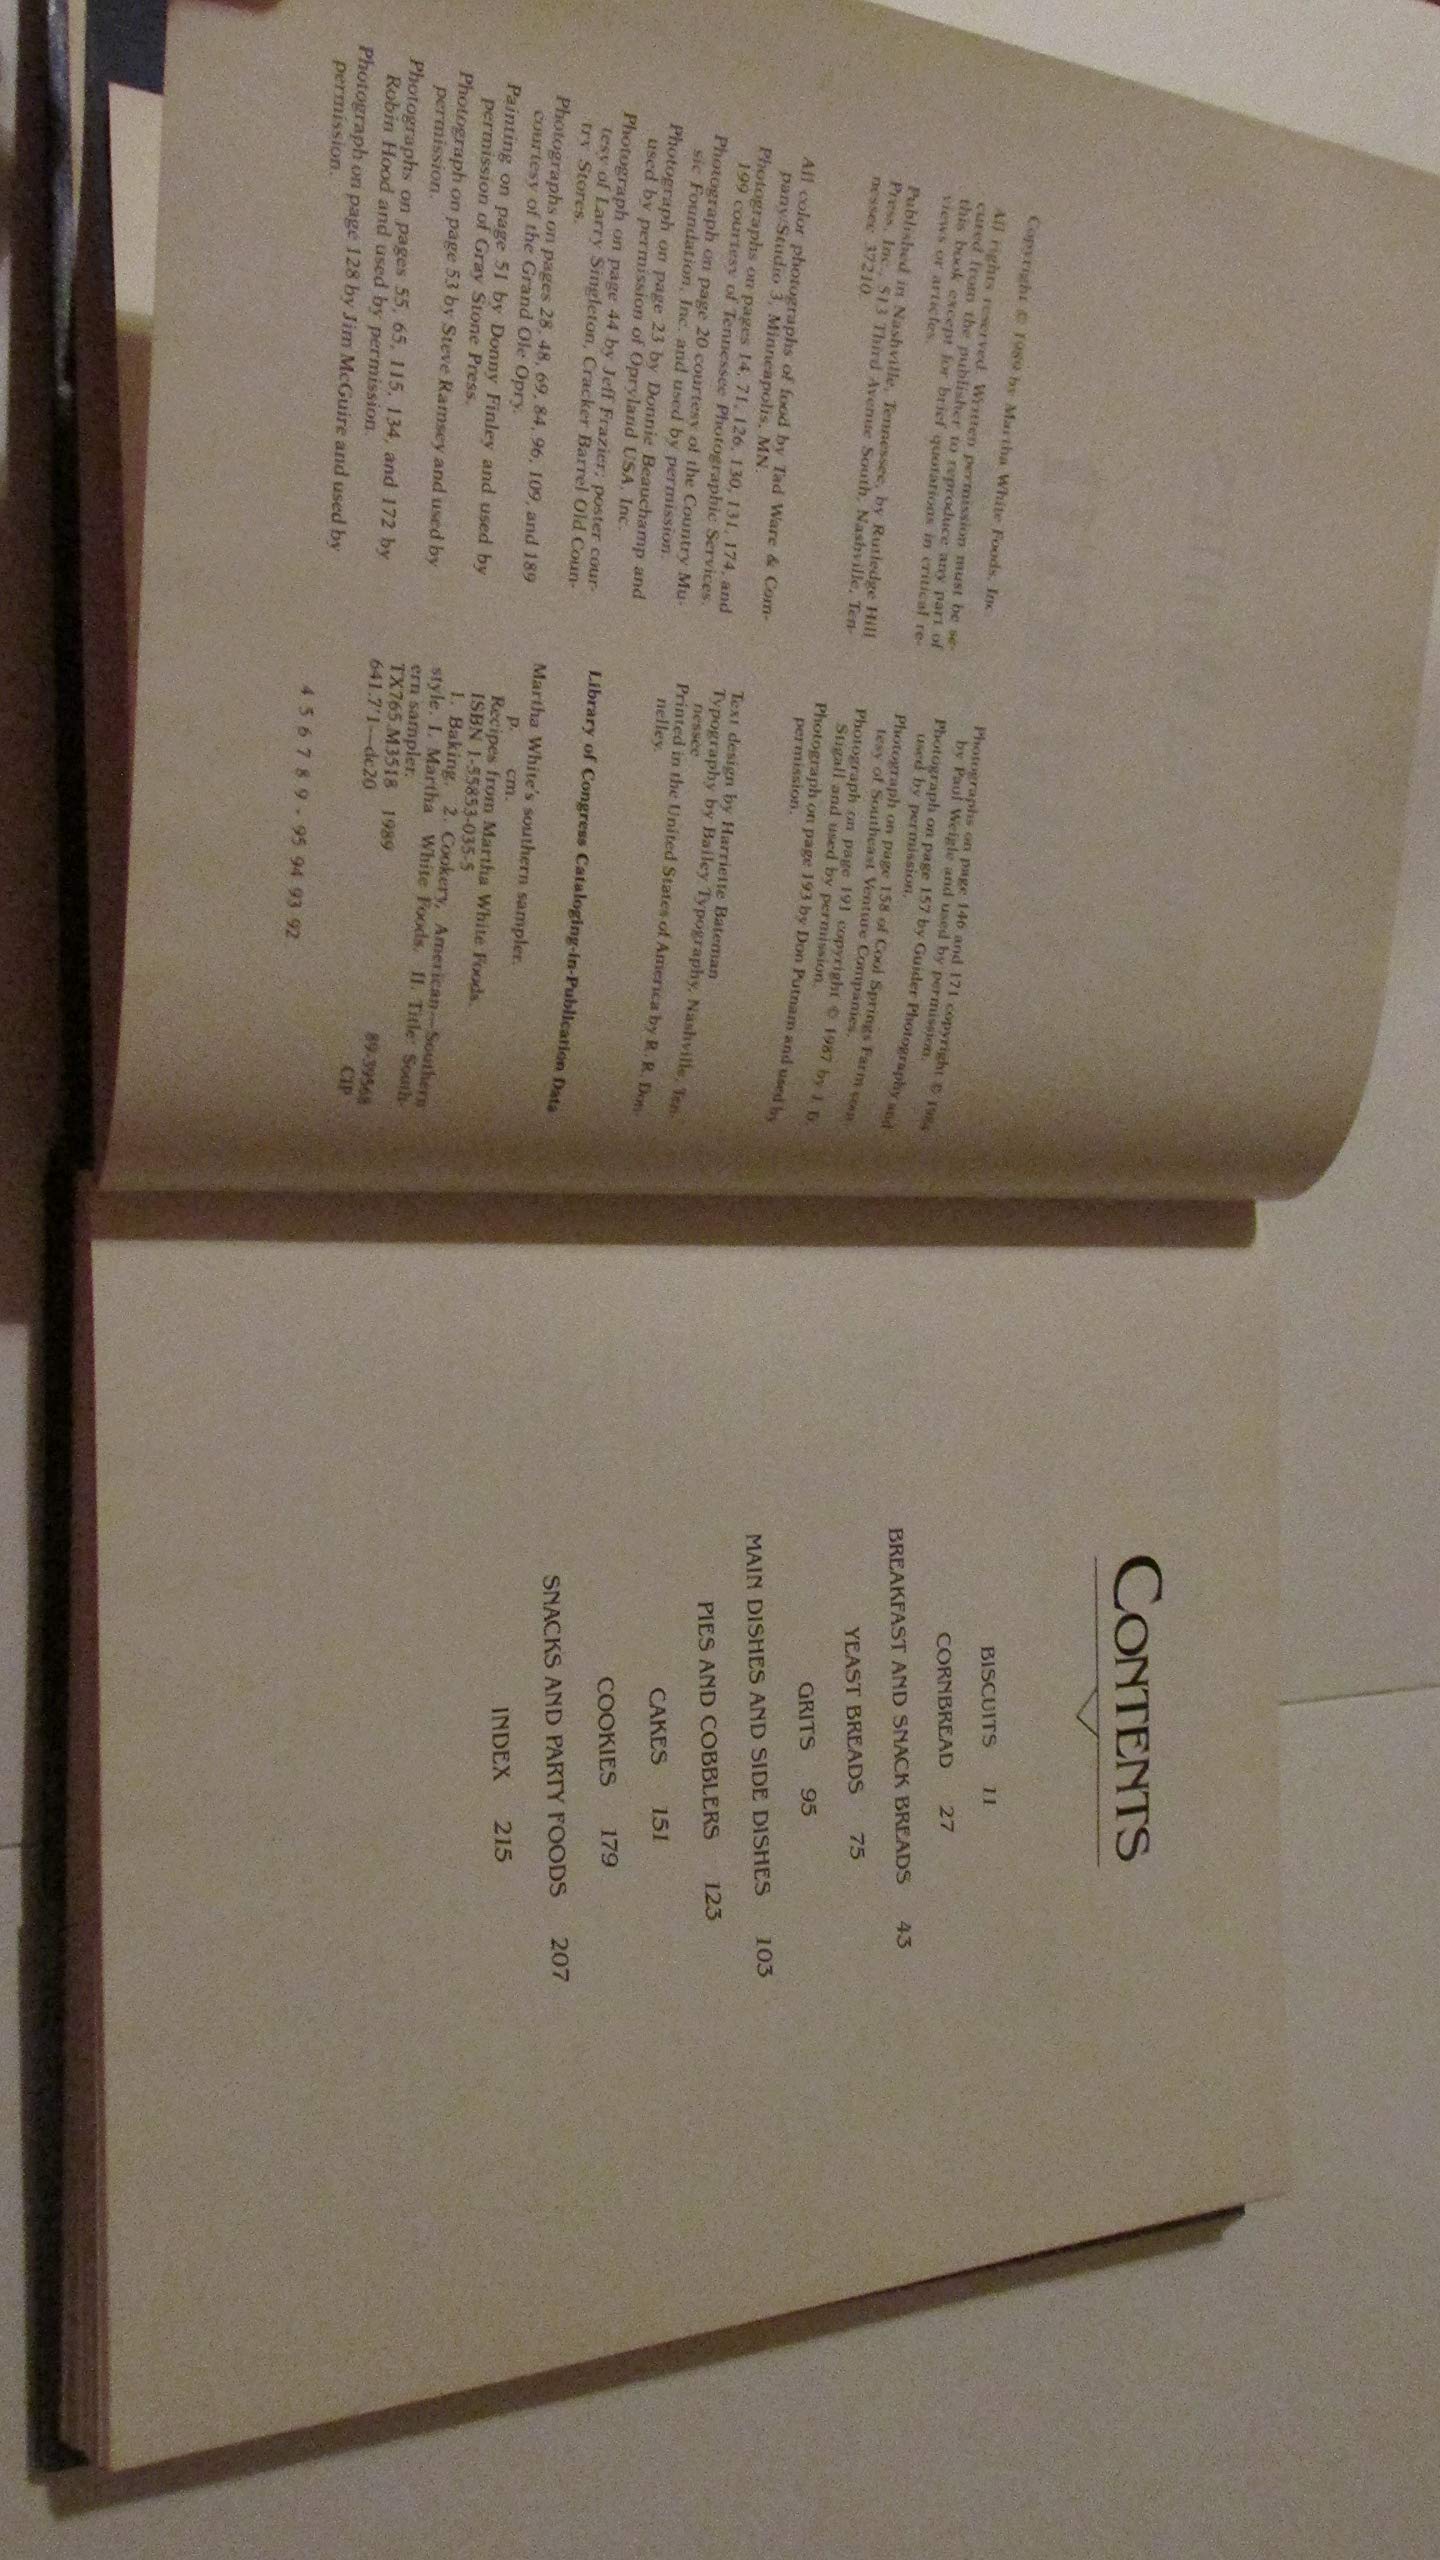 Copyright © 1989 by Martha White Foods, Inc.
All rights reserved. Written permission must be se-
cured from the publisher to reproduce any part of
this book except for brief quotations in critical re-
views or articles.
Published in Nashville, Tennessee, by Rutledge Hill
Press, Inc., 513 Third Avenue South, Nashville, Ten-
nessee 37210
All color photographs of food by Tad Ware & Com-
pany/Studio 3, Minneapolis, MN.
Photographs on pages 14, 71, 126, 130, 131, 174, and
199 courtesy of Tennessee Photographic Services.
Photograph on page 20 courtesy of the Country Mu-
sic Foundation, Inc. and used by permission.
Photograph on page 23 by Donnie Beauchamp and
used by permission of Opryland USA, Inc.
Photograph on page 44 by Jeff Frazier; poster cour-
tesy of Larry Singleton, Cracker Barrel Old Coun-
try Stores.
Photographs on pages 28, 48, 69, 84, 96, 109, and 189
courtesy of the Grand Ole Opry.
Painting on page 51 by Donny Finley and used by
permission of Gray Stone Press.
Photograph on page 53 by Steve Ramsey and used by
permission.
Photographs on pages 55, 65, 115, 134, and 172 by
Robin Hood and used by permission.
Photograph on page 128 by Jim McGuire and used by
permission.
Photographs on page 146 and 171 copyright © 1984
by Paul Weigle and used by permission.
Photograph on page 157 by Guider Photography and
used by permission.
Photograph on page 158 of Cool Springs Farm cour-
tesy of Southeast Venture Companies.
Photograph on page 191 copyright © 1987 by J. D.
Stigall and used by permission.
Photograph on page 193 by Don Putnam and used by
permission.
Text design by Harriette Bateman
Typography by Bailey Typography, Nashville, Ten-
nessee
Printed in the United States of America by R. R. Don-
nelley.
Library of Congress Cataloging-in-Publication Data
Martha White's southern sampler.
p. cm.
Recipes from Martha White Foods.
ISBN 1-55853-035-5
1. Baking. 2. Cookery, American—Southern
style. I. Martha White Foods. II. Title: South-
ern sampler.
TX765.M3518 1989
641.7'1—dc20 89-39568
CIP
4 5 6 7 8 9 - 95 94 93 92
CONTENTS
BISCUITS 11
CORNBREAD 27
BREAKFAST AND SNACK BREADS 43
YEAST BREADS 75
GRITS 95
MAIN DISHES AND SIDE DISHES 103
PIES AND COBBLERS 123
CAKES 151
COOKIES 179
SNACKS AND PARTY FOODS 207
INDEX 215